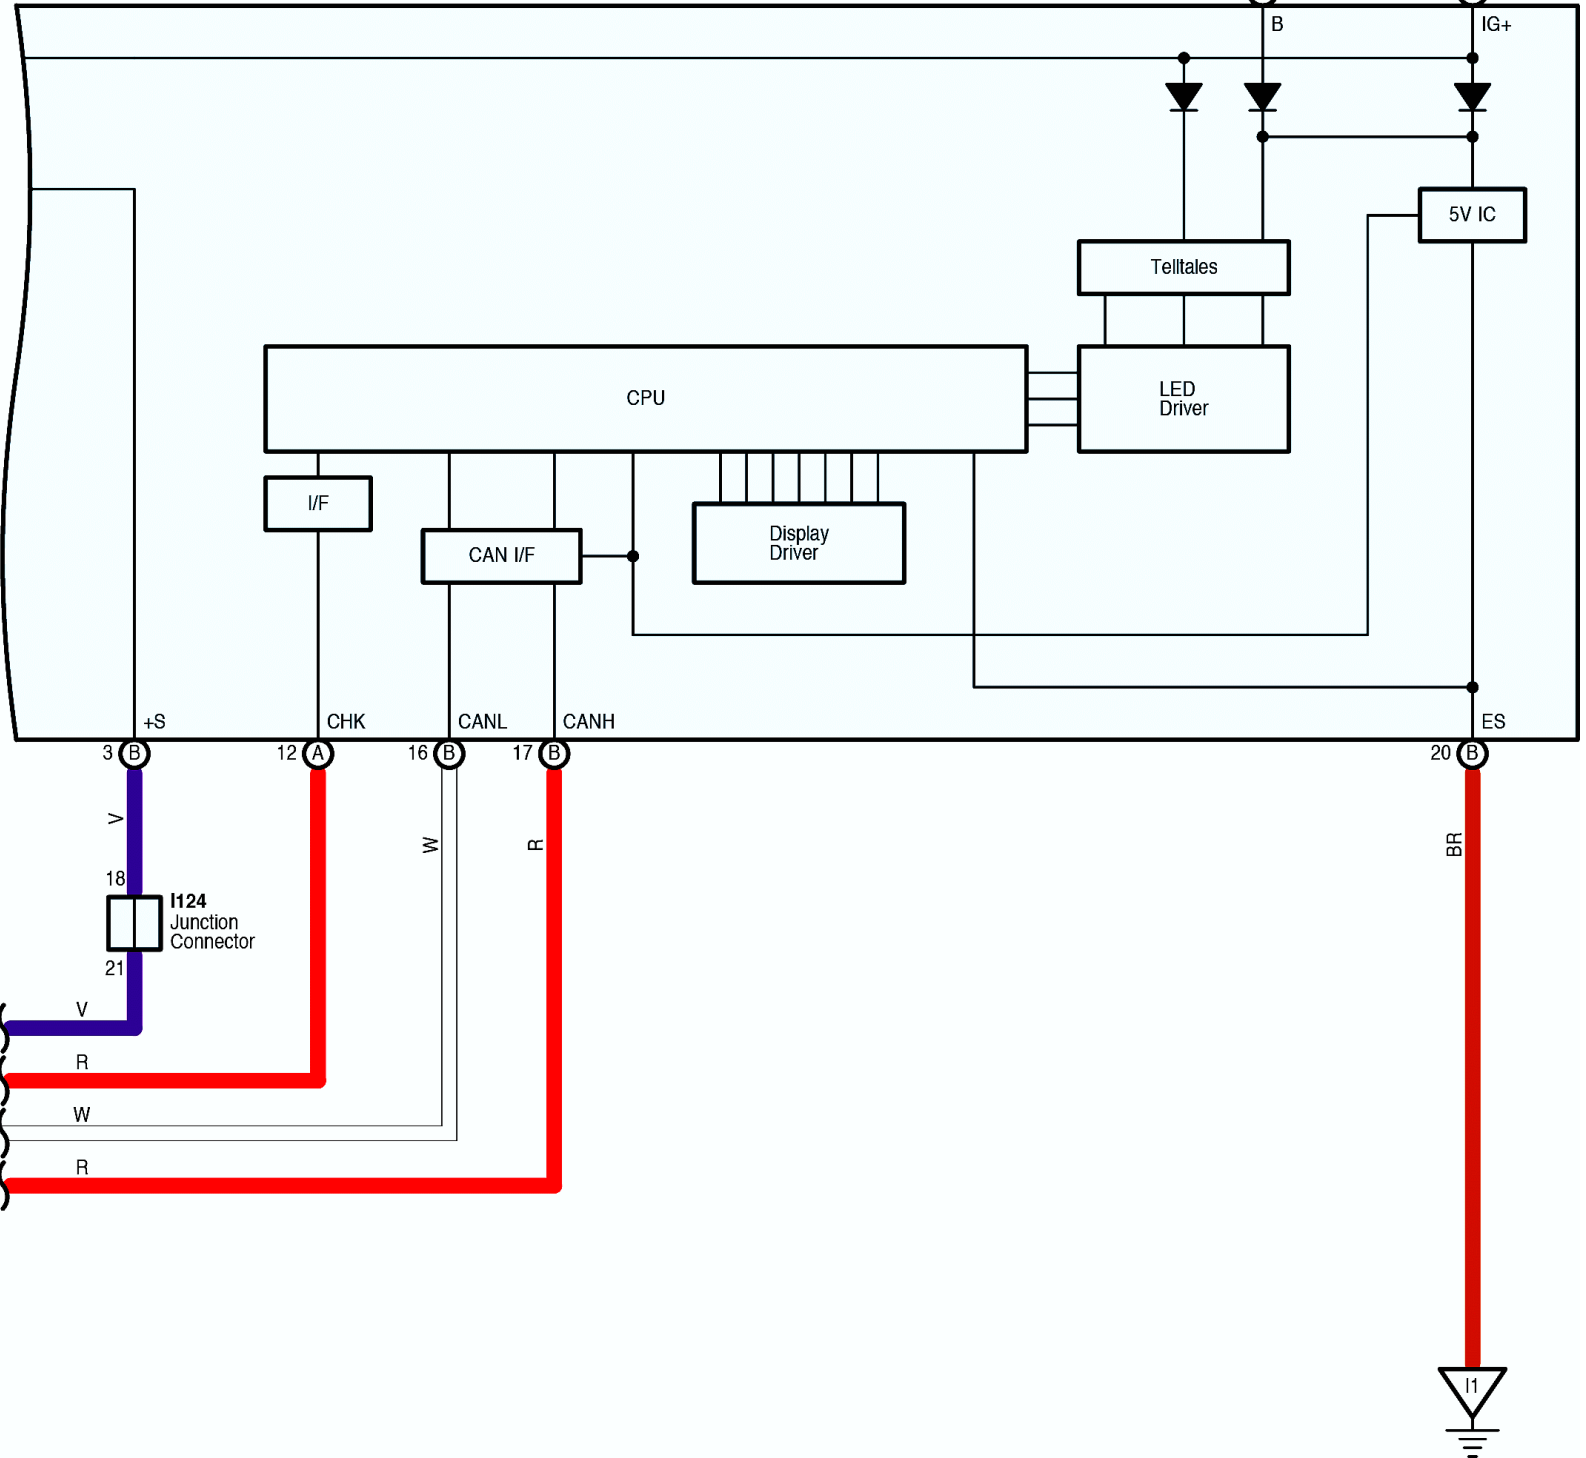 B
IG+
5V IC
Telltales
CPU
LED
Driver
I/F
CAN I/F
Display
Driver
+S
CHK
CANL
CANH
ES
3 B
12 A
16 B
17 B
20 B
V
W
R
BR
18
I124
Junction
Connector
21
V
R
W
R
I1